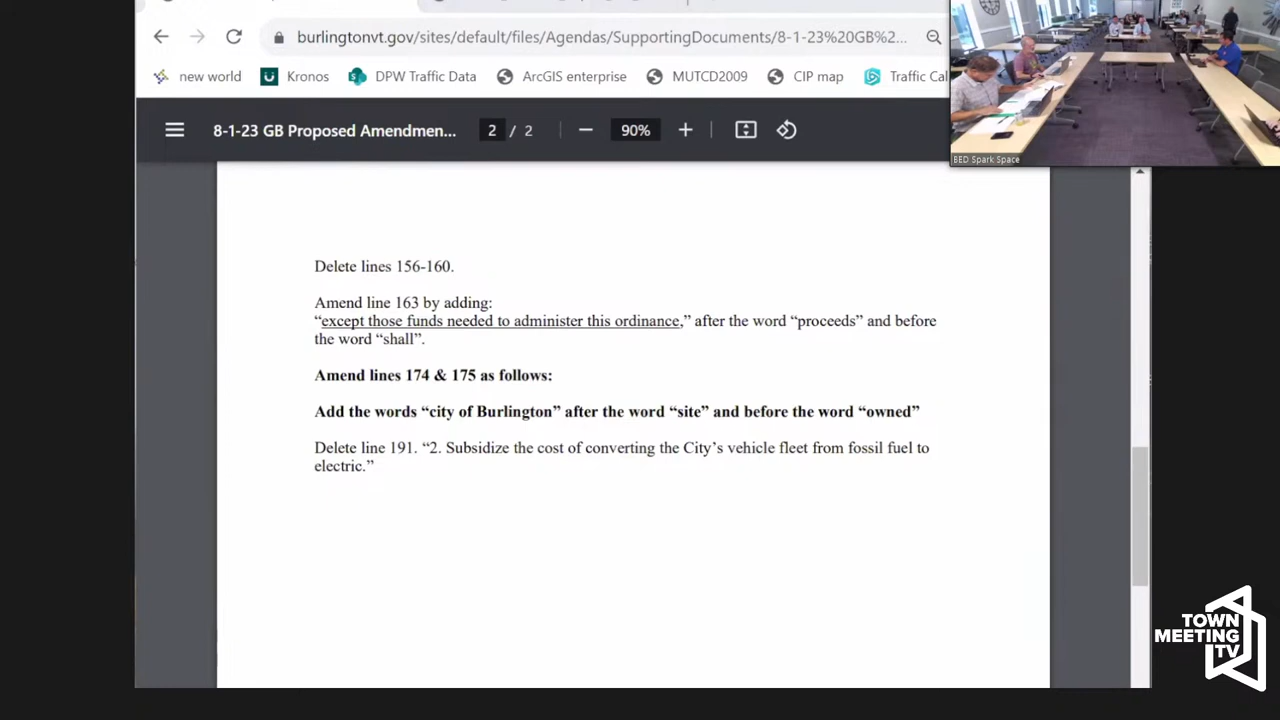 burlingtonvt.gov/sites/default/files/Agendas/SupportingDocuments/8-1-23%20GB%2...
new world
Kronos
DPW Traffic Data
ArcGIS enterprise
MUTCD2009
CIP map
Traffic Cal
8-1-23 GB Proposed Amendmen...
2 / 2
90%
BED Spark Space
Delete lines 156-160.
Amend line 163 by adding:
“except those funds needed to administer this ordinance,” after the word “proceeds” and before
the word “shall”.
Amend lines 174 & 175 as follows:
Add the words “city of Burlington” after the word “site” and before the word “owned”
Delete line 191. “2. Subsidize the cost of converting the City’s vehicle fleet from fossil fuel to
electric.”
TOWN
MEETING
TV